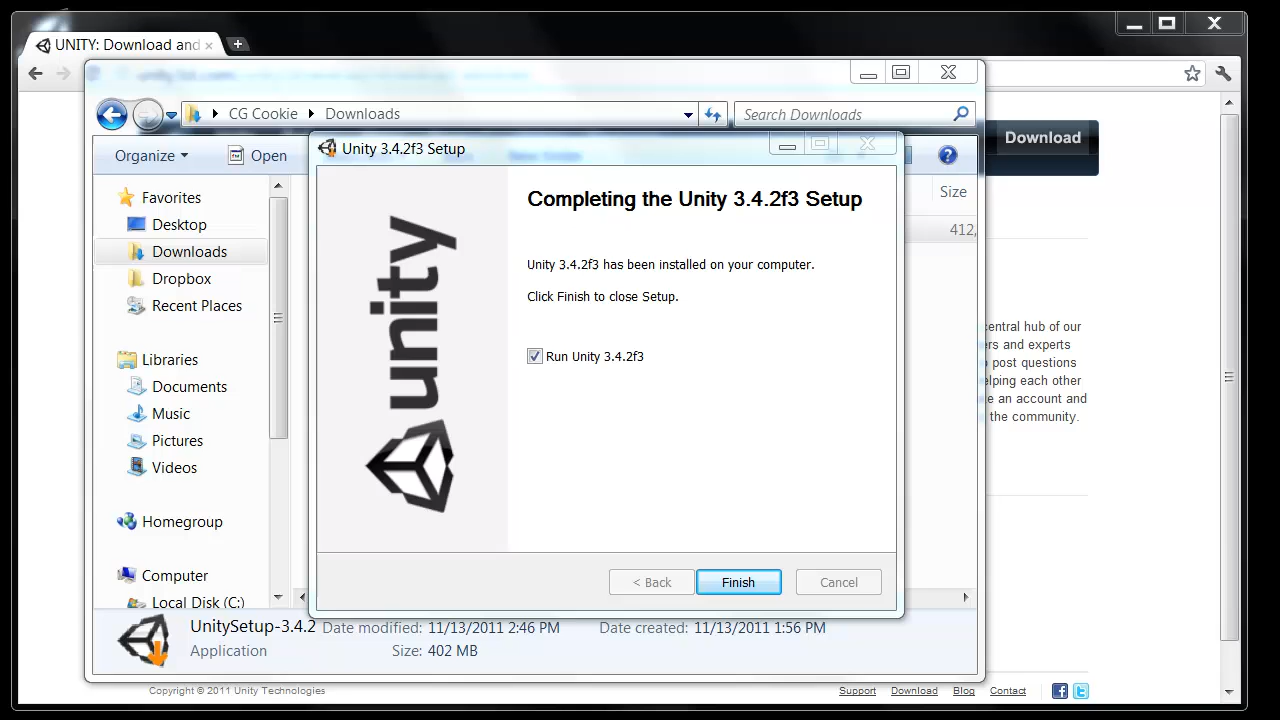 UNITY: Download and
CG Cookie
Downloads
Search Downloads
Organize
Open
Unity 3.4.2f3 Setup
Download
Favorites
Desktop
Downloads
Dropbox
Recent Places
Libraries
Documents
Music
Pictures
Videos
Homegroup
Computer
Local Disk (C:)
unity
Completing the Unity 3.4.2f3 Setup
Unity 3.4.2f3 has been installed on your computer.
Click Finish to close Setup.
Run Unity 3.4.2f3
< Back
Finish
Cancel
Size
412,
central hub of our
ers and experts
post questions
elping each other
e an account and
the community.
UnitySetup-3.4.2
Date modified: 11/13/2011 2:46 PM
Date created: 11/13/2011 1:56 PM
Application
Size: 402 MB
Copyright © 2011 Unity Technologies
Support
Download
Blog
Contact